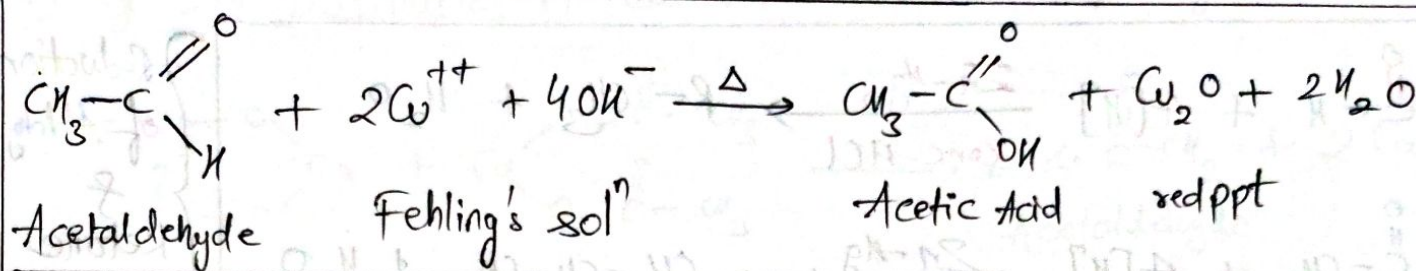 CH₃-C(=O)-H + 2Cu⁺⁺ + 4OH⁻ —Δ→ CH₃-C(=O)-OH + Cu₂O + 2H₂O
Acetaldehyde Fehling's solⁿ Acetic Acid red ppt